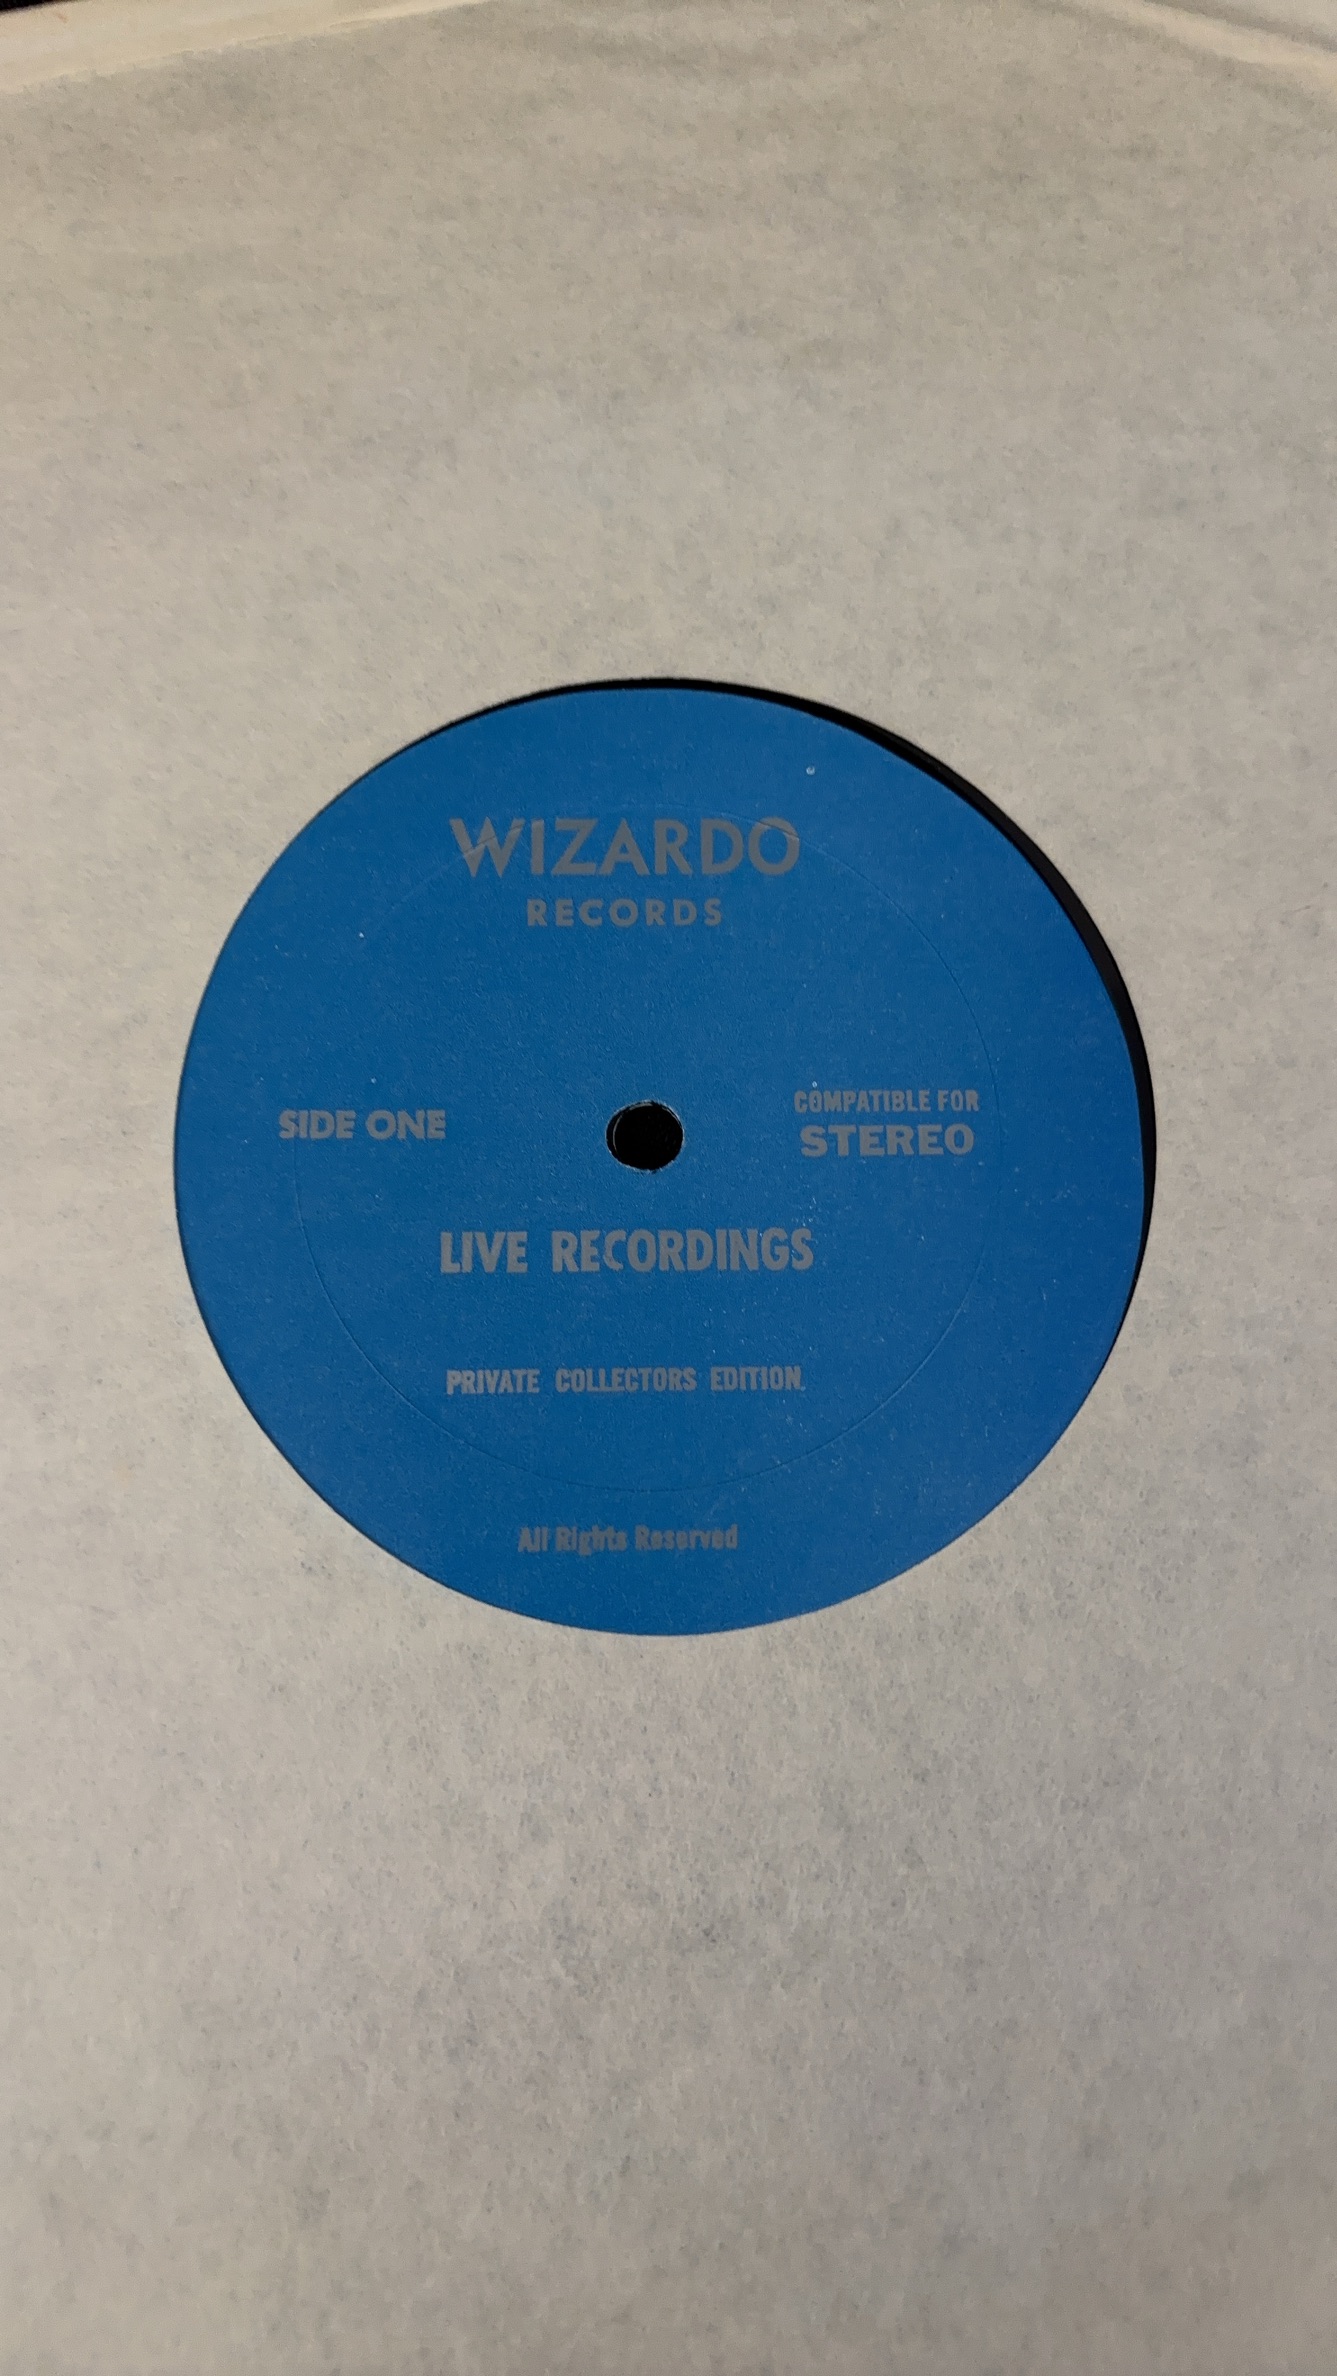 WIZARDO
RECORDS
SIDE ONE
COMPATIBLE FOR
STEREO
LIVE RECORDINGS
PRIVATE COLLECTORS EDITION.
All Rights Reserved